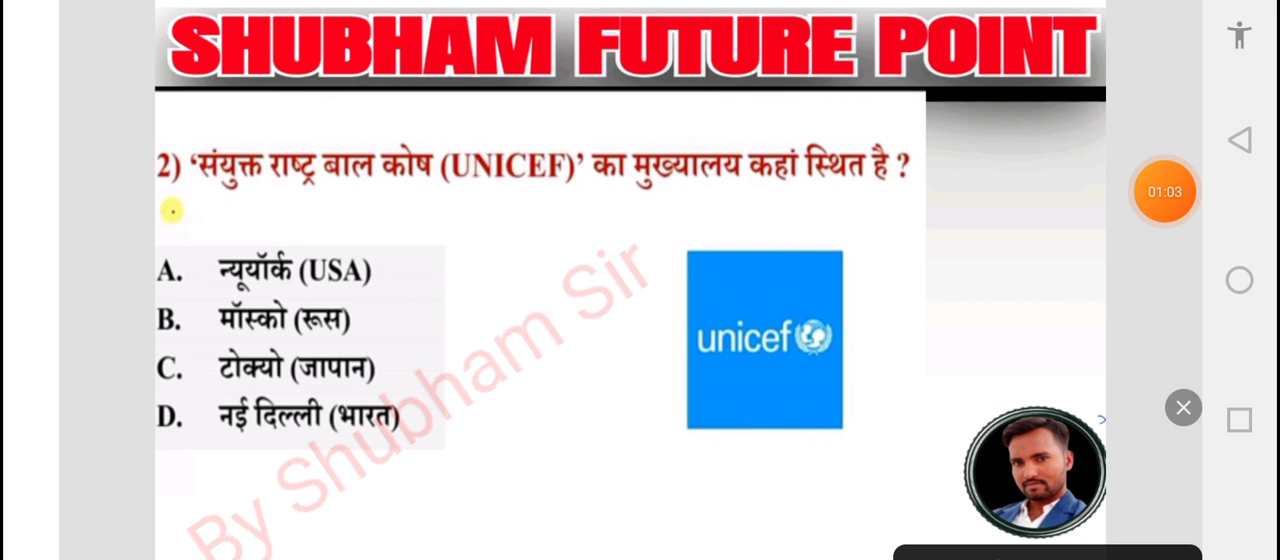 SHUBHAM FUTURE POINT
2) ‘संयुक्त राष्ट्र बाल कोष (UNICEF)’ का मुख्यालय कहां स्थित है ?
A. न्यूयॉर्क (USA)
B. मॉस्को (रूस)
C. टोक्यो (जापान)
D. नई दिल्ली (भारत)
unicef
By Shubham Sir
01:03